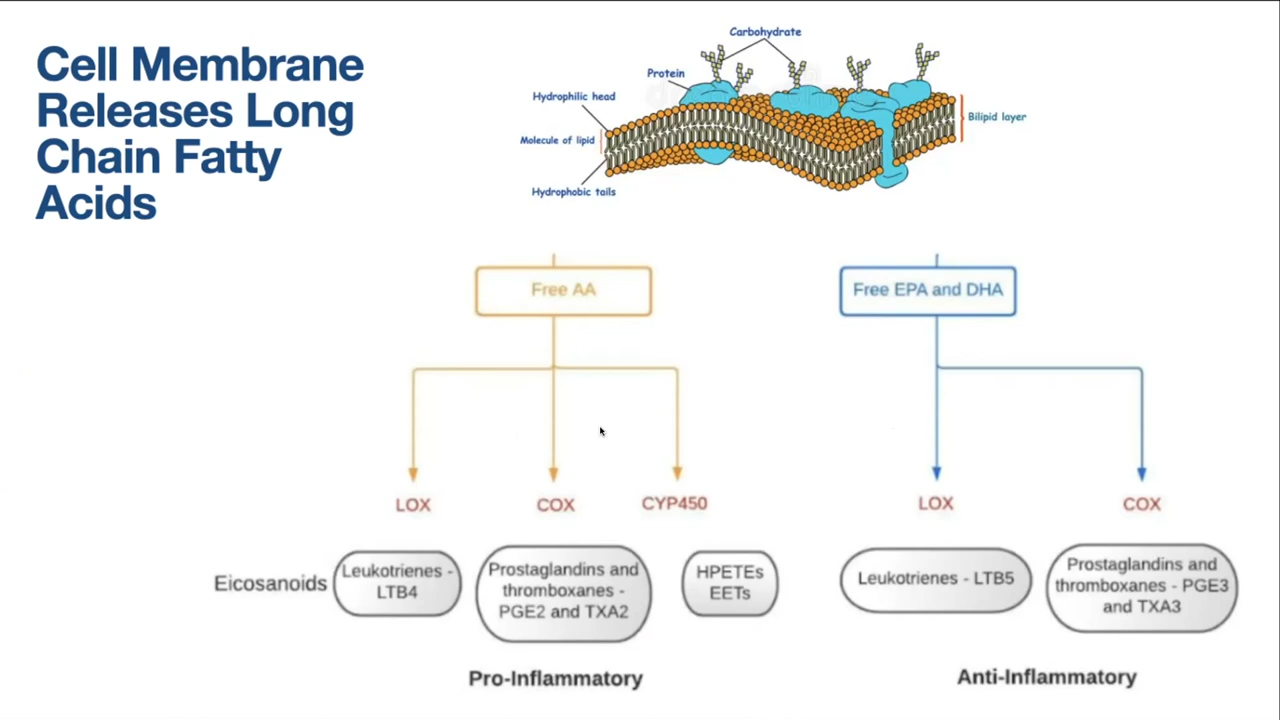 Cell Membrane
Releases Long
Chain Fatty
Acids
Carbohydrate
Protein
Hydrophilic head
Molecule of lipid
Hydrophobic tails
Bilipid layer
Free AA
Free EPA and DHA
LOX
COX
CYP450
LOX
COX
Eicosanoids
Leukotrienes -
LTB4
Prostaglandins and
thromboxanes -
PGE2 and TXA2
HPETEs
EETs
Leukotrienes - LTB5
Prostaglandins and
thromboxanes - PGE3
and TXA3
Pro-Inflammatory
Anti-Inflammatory